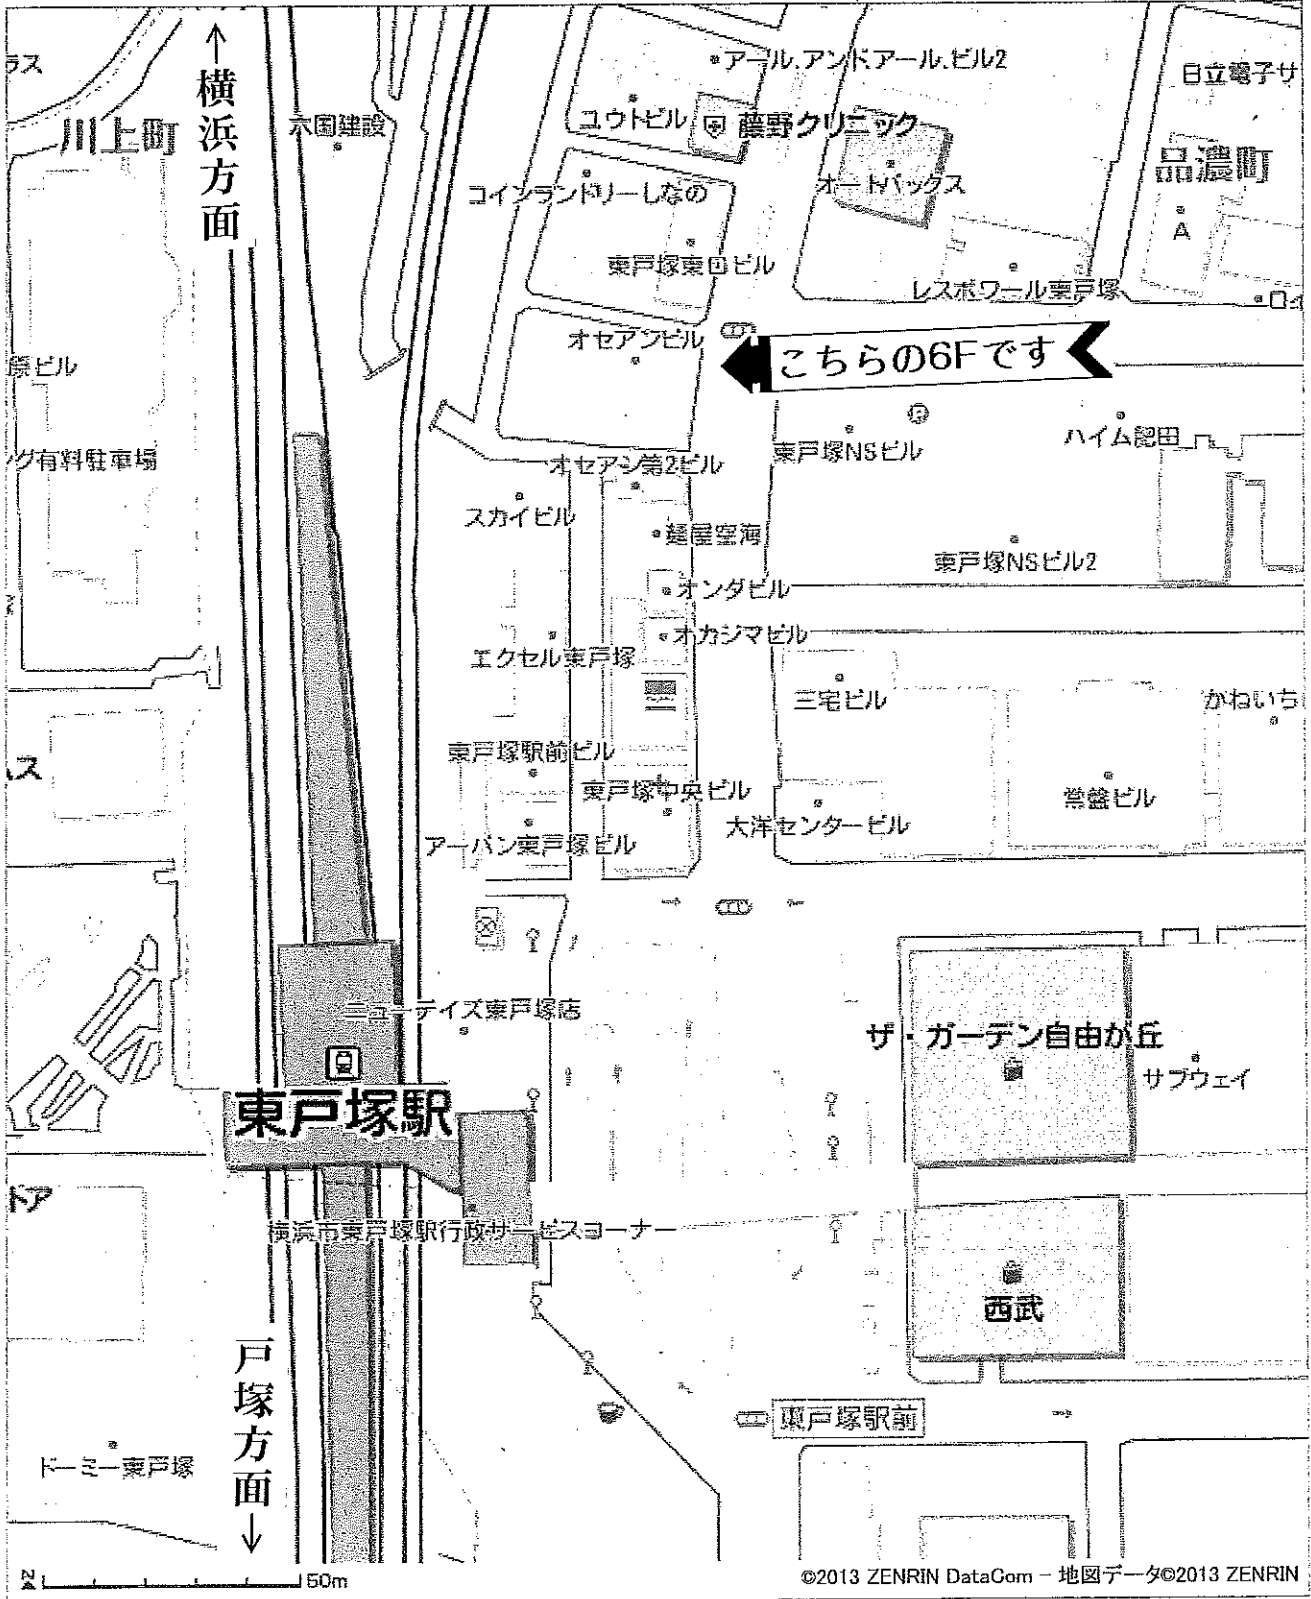 ラス
↑横浜方面
川上町
六国建設
アール.アンド.アール.ビル2
ユウトビル
藤野クリニック
オートバックス
日立電子サ
品濃町
A
コインランドリーしなの
東戸塚東口ビル
レスポワール東戸塚
ロイ
オセアンビル
こちらの6Fです
原ビル
P
東戸塚NSビル
ハイム肥田
ング有料駐車場
オセアン第2ビル
スカイビル
麺屋空海
東戸塚NSビル2
オンダビル
オカジマビル
エクセル東戸塚
三宅ビル
かねいち
東戸塚駅前ビル
東戸塚中央ビル
常盤ビル
大洋センタービル
アーバン東戸塚ビル
ニューデイズ東戸塚店
ザ・ガーデン自由が丘
サブウェイ
東戸塚駅
トア
横浜市東戸塚駅行政サービスコーナー
西武
戸塚方面↓
東戸塚駅前
ドーミー東戸塚
N
50m
©2013 ZENRIN DataCom - 地図データ©2013 ZENRIN